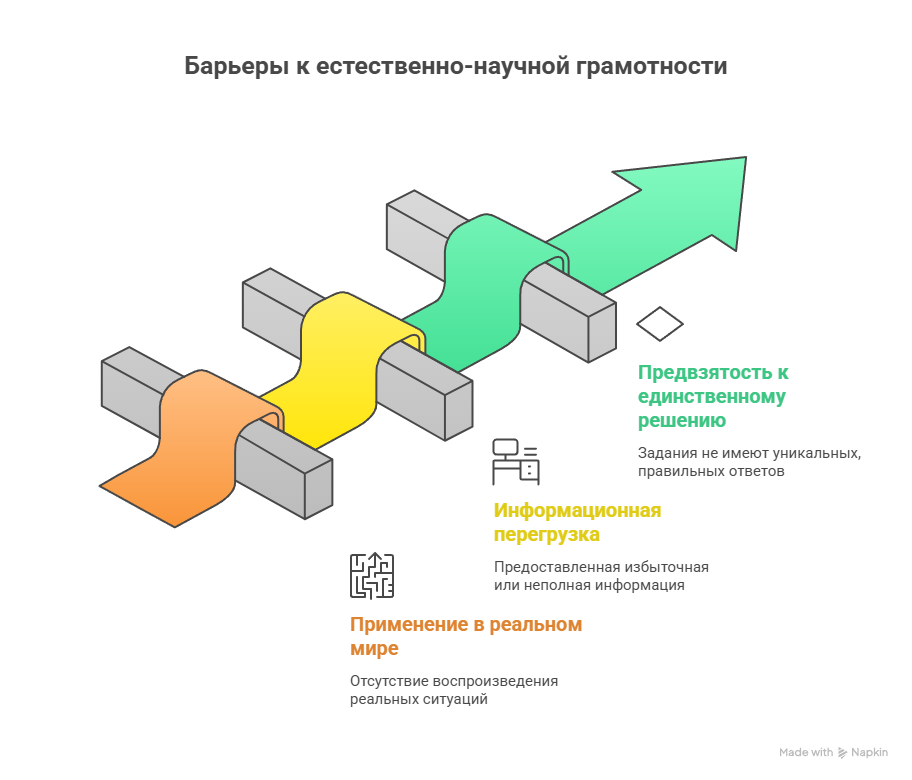 Барьеры к естественно-научной грамотности
Предвзятость к
единственному
решению
Задания не имеют уникальных,
правильных ответов
Информационная
перегрузка
Предоставленная избыточная
или неполная информация
Применение в реальном
мире
Отсутствие воспроизведения
реальных ситуаций
Made with Napkin